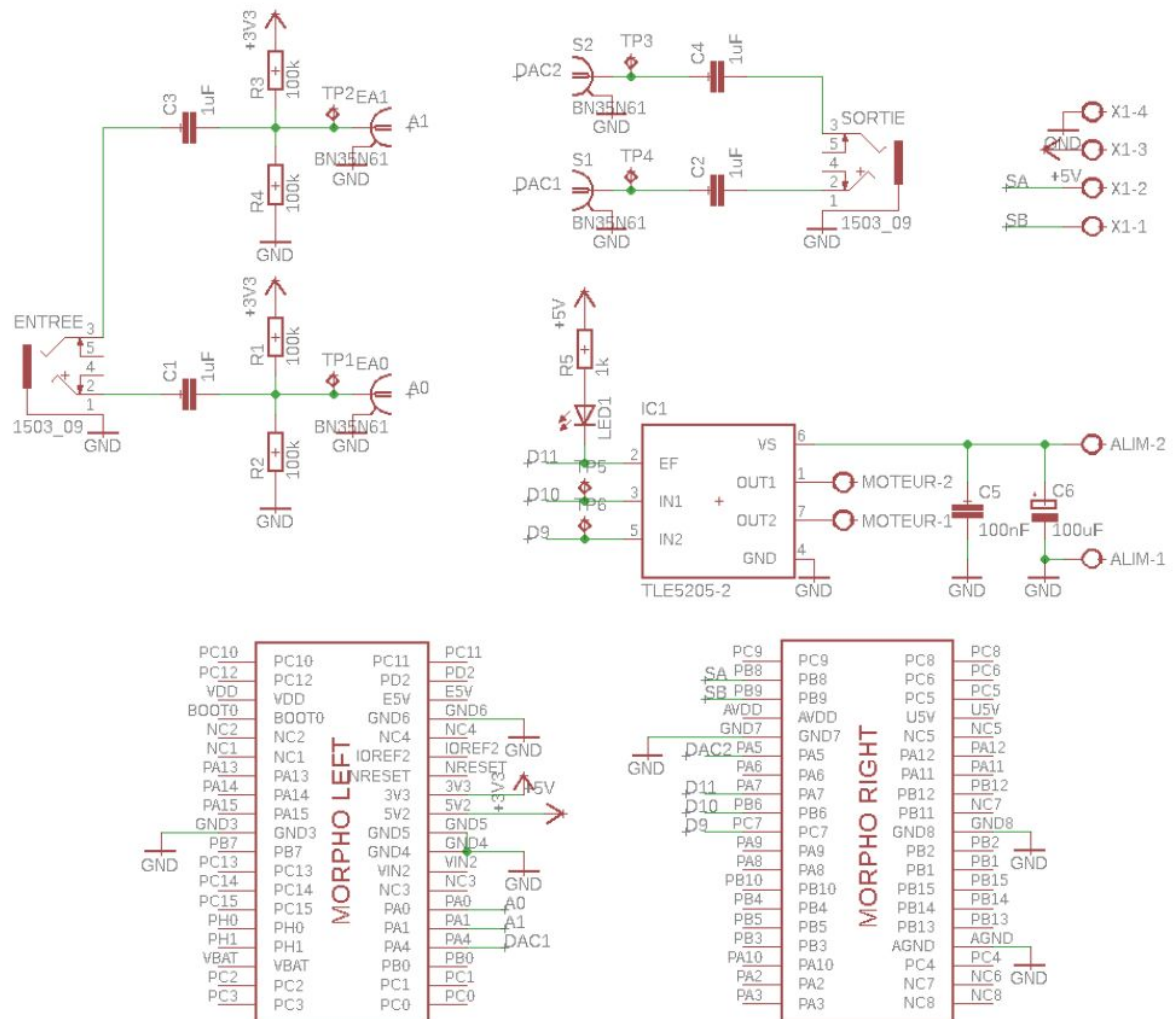 +3V3
R3
100k
C3
1uF
TP2
EA1
A1
BN35N61
GND
R4
100k
GND
+3V3
ENTREE
3
5
4
2
1
1503_09
GND
R1
100k
C1
1uF
TP1
EA0
A0
BN35N61
GND
R2
100k
GND
S2
TP3
C4
1uF
DAC2
BN35N61
GND
S1
TP4
C2
1uF
DAC1
BN35N61
GND
SORTIE
3
5
4
2
1
1503_09
GND
X1-4
GND
X1-3
+5V
SA
X1-2
SB
X1-1
+5V
R5
1k
LED1
IC1
D11
2
EF
TP5
D10
3
IN1
TP6
D9
5
IN2
VS
6
OUT1
1
MOTEUR-2
OUT2
7
MOTEUR-1
GND
4
GND
TLE5205-2
C5
100nF
GND
C6
100uF
GND
ALIM-2
ALIM-1
PC10 PC10 PC11 PC11
PC12 PC12 PD2 PD2
VDD VDD E5V E5V
BOOT0 BOOT0 GND6 GND6
NC2 NC2 NC4 NC4
GND
NC1 NC1 IOREF2 IOREF2
PA13 PA13 NRESET NRESET
PA14 PA14 3V3 3V3 +3V3
+5V
PA15 PA15 5V2 5V2
GND3 GND3 GND5 GND5
GND
PB7 PB7 GND4 GND4
PC13 PC13 VIN2 VIN2
GND
PC14 PC14 NC3 NC3
PC15 PC15 PA0 PA0 A0
PH0 PH0 PA1 PA1 A1
PH1 PH1 PA4 PA4 DAC1
VBAT VBAT PB0 PB0
PC2 PC2 PC1 PC1
PC3 PC3 PC0 PC0
MORPHO LEFT
PC9 PC9 PC8 PC8
SA PB8 PB8 PC6 PC6
SB PB9 PB9 PC5 PC5
AVDD AVDD U5V U5V
GND7 GND7 NC5 NC5
GND
DAC2 PA5 PA5 PA12 PA12
PA6 PA6 PA11 PA11
D11 PA7 PA7 PB12 PB12
D10 PB6 PB6 PB11 NC7
D9 PC7 PC7 GND8 GND8
PA9 PA9 PB2 PB2
GND
PA8 PA8 PB1 PB1
PB10 PB10 PB15 PB15
PB4 PB4 PB14 PB14
PB5 PB5 PB13 PB13
PB3 PB3 AGND AGND
PA10 PA10 PC4 PC4
GND
PA2 PA2 NC7 NC6
PA3 PA3 NC8 NC8
MORPHO RIGHT